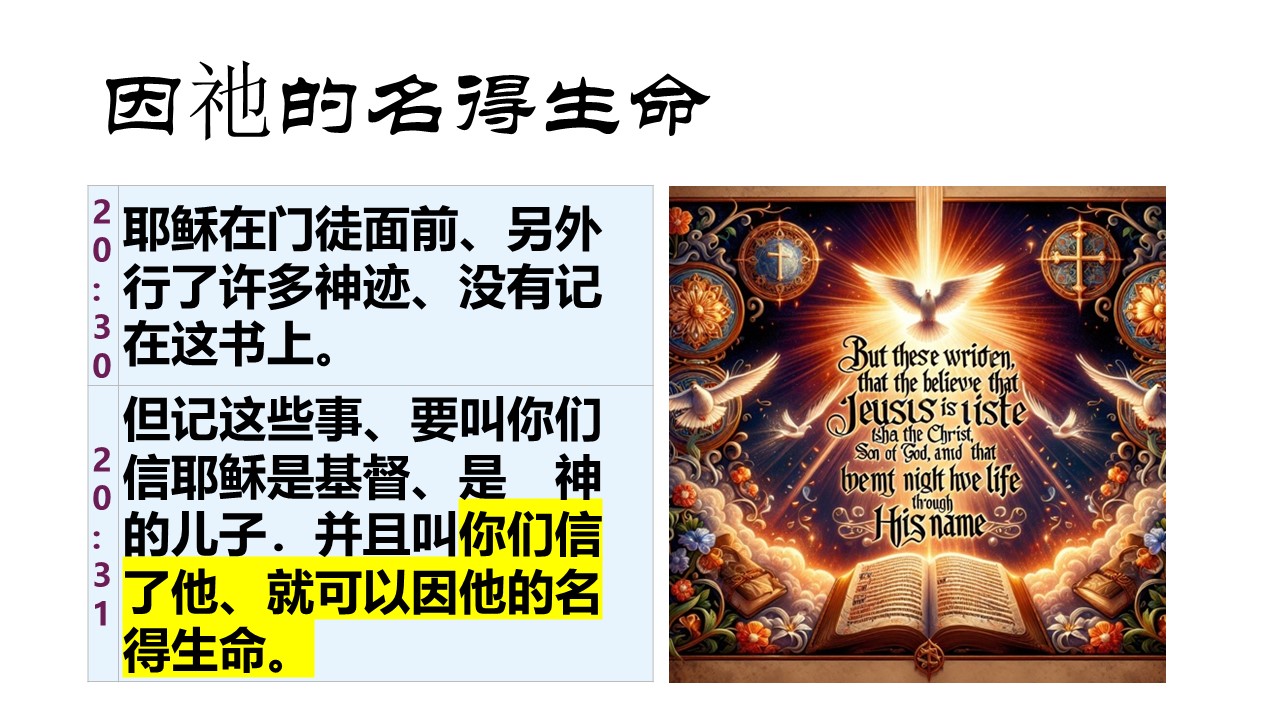 因祂的名得生命
20:30
耶稣在门徒面前、另外
行了许多神迹、没有记
在这书上。
20:31
但记这些事、要叫你们
信耶稣是基督、是　神
的儿子．并且叫你们信
了他、就可以因他的名
得生命。
But these wriden,
that the believe that
Jeusis is iiste
tsha the Christ,
Son of God, amd that
bemt night hve life
through
His name